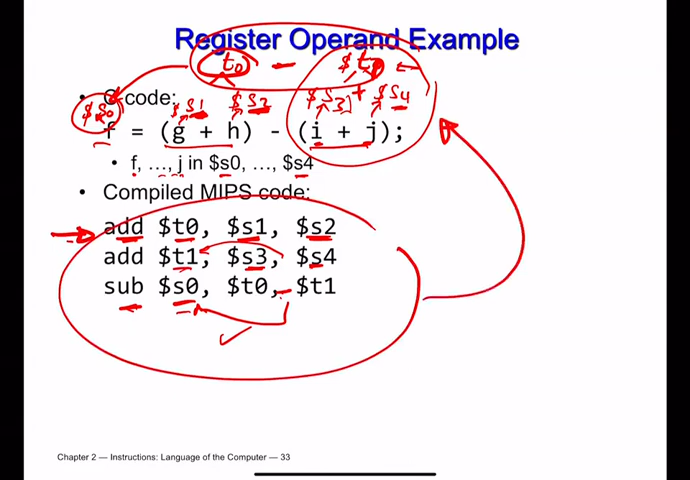 Register Operand Example
t0 - $t1
• C code:
$s0 $s1 $s2 $s3 + $s4
f = (g + h) - (i + j);
• f, …, j in $s0, …, $s4
• Compiled MIPS code:
add $t0, $s1, $s2
add $t1, $s3, $s4
sub $s0, $t0, $t1
Chapter 2 — Instructions: Language of the Computer — 33